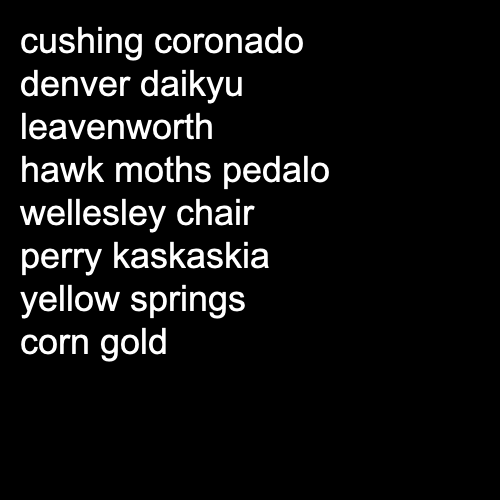 cushing coronado
denver daikyu
leavenworth
hawk moths pedalo
wellesley chair
perry kaskaskia
yellow springs
corn gold